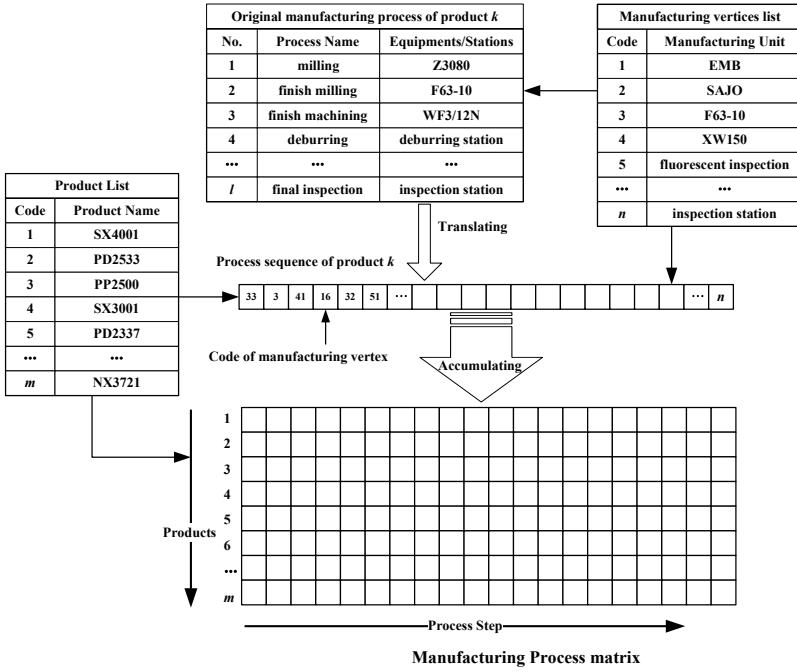 Original manufacturing process of product k
No. Process Name Equipments/Stations
1 milling Z3080
2 finish milling F63-10
3 finish machining WF3/12N
4 deburring deburring station
... ... ...
l final inspection inspection station
Manufacturing vertices list
Code Manufacturing Unit
1 EMB
2 SAJO
3 F63-10
4 XW150
5 fluorescent inspection
... ...
n inspection station
Product List
Code Product Name
1 SX4001
2 PD2533
3 PP2500
4 SX3001
5 PD2337
... ...
m NX3721
Translating
Process sequence of product k
33 3 41 16 32 51 ... ... n
Code of manufacturing vertex
Accumulating
1
2
3
4
5
6
...
m
Products
Process Step
Manufacturing Process matrix